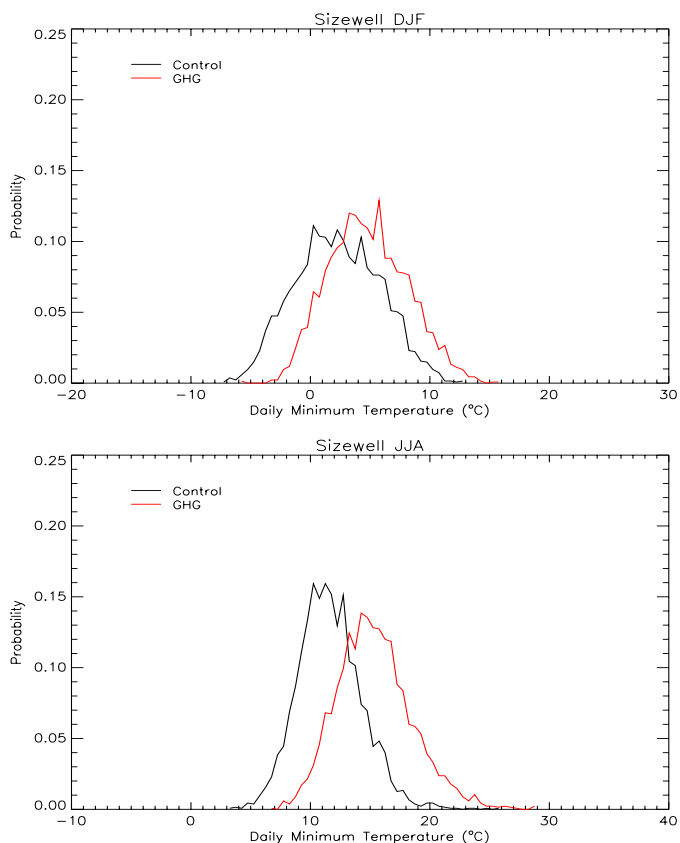 Sizewell DJF
0.25
Control
GHG
0.20
0.15
Probability
0.10
0.05
0.00
−20 −10 0 10 20 30
Daily Minimum Temperature (°C)
Sizewell JJA
0.25
Control
GHG
0.20
0.15
Probability
0.10
0.05
0.00
−10 0 10 20 30 40
Daily Minimum Temperature (°C)